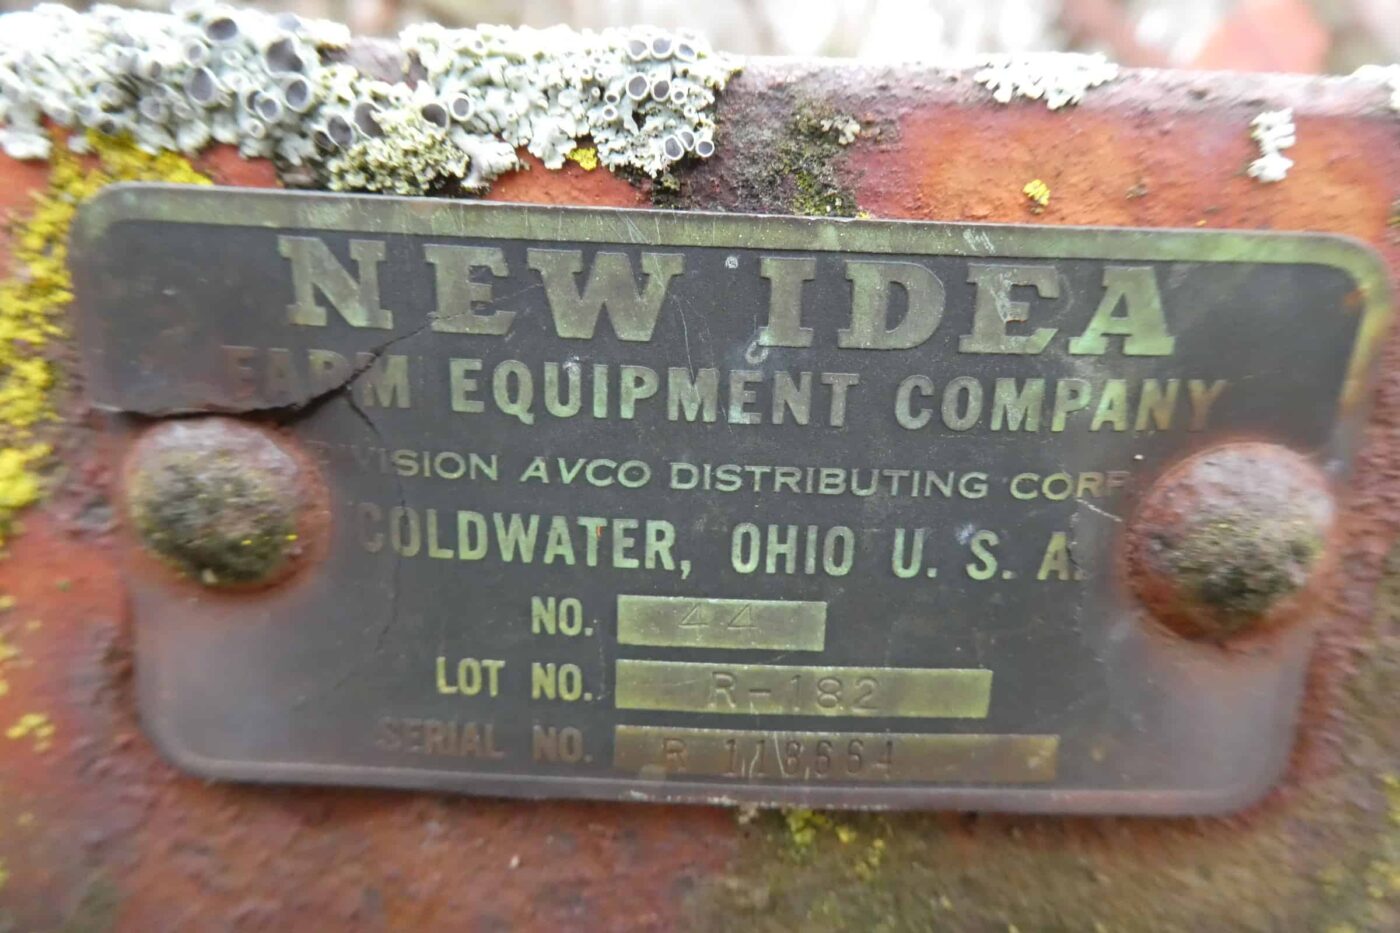 NEW IDEA
FARM EQUIPMENT COMPANY
DIVISION AVCO DISTRIBUTING CORP
COLDWATER, OHIO U. S. A.
NO. 44
LOT NO. R-182
SERIAL NO. R 118664